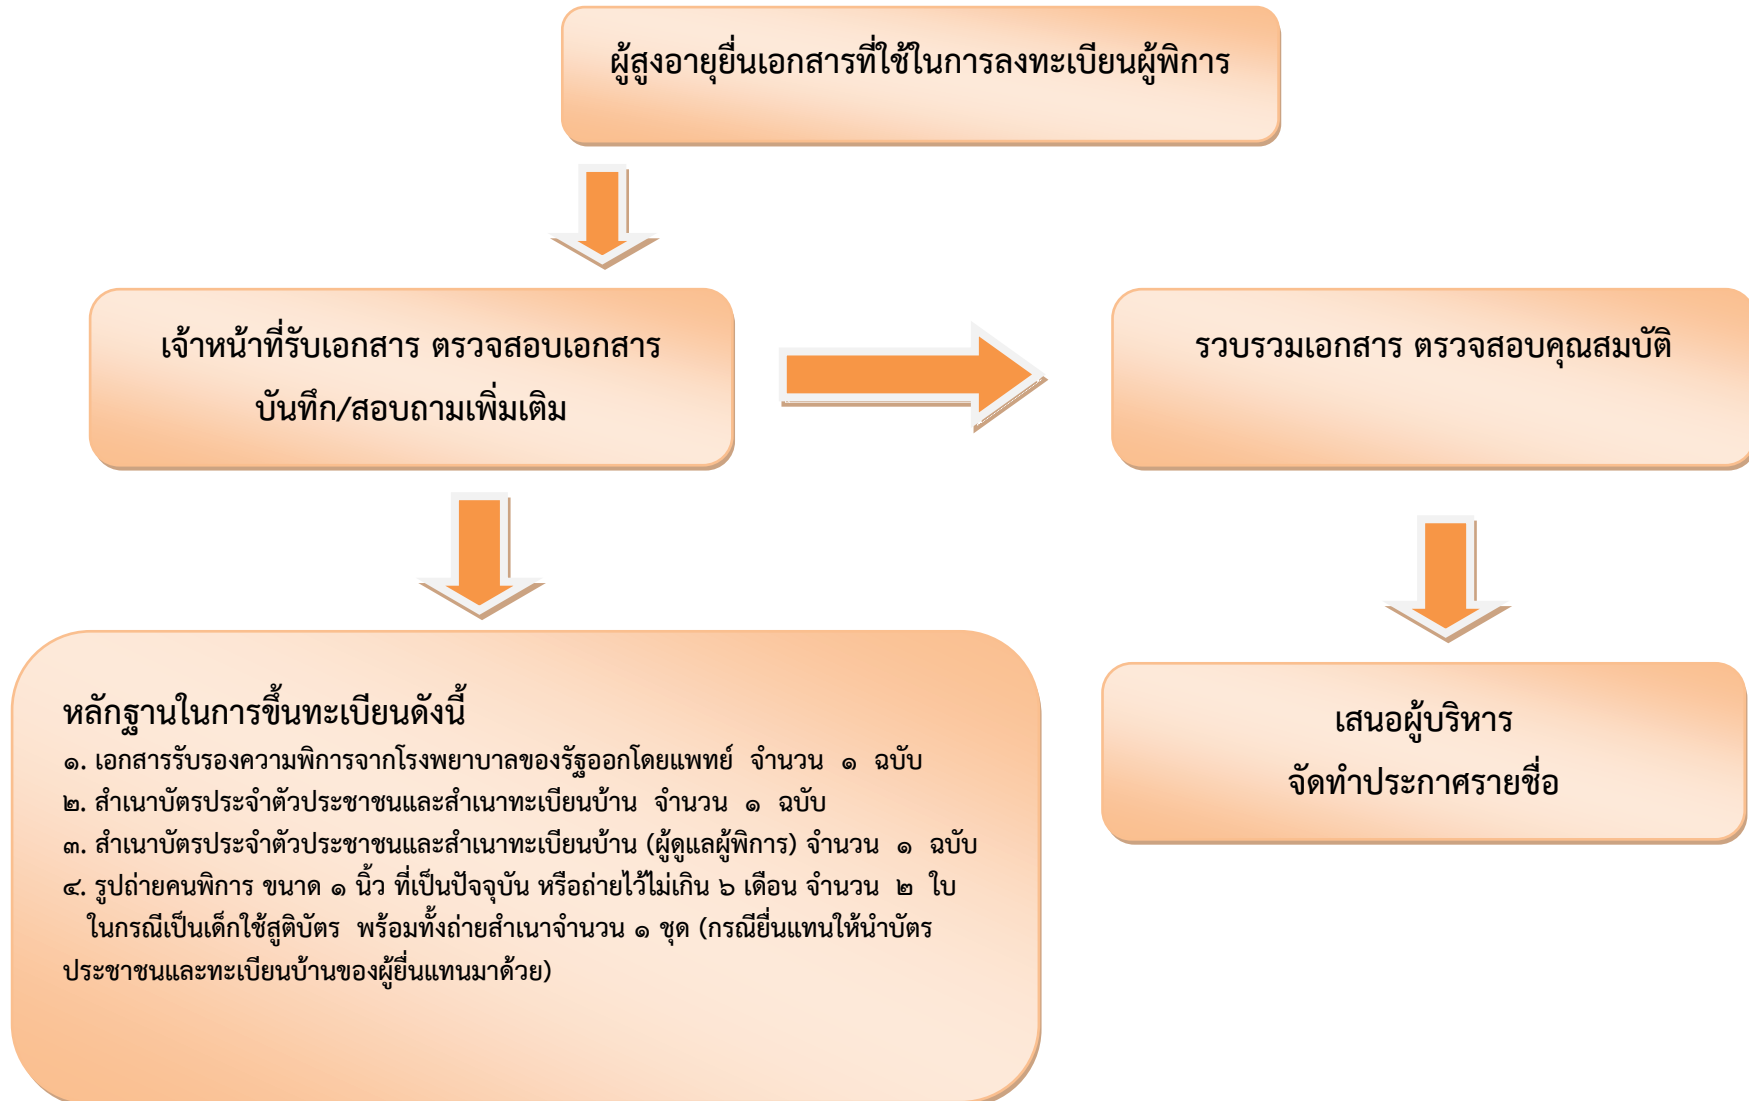 ผู้สูงอายุยื่นเอกสารที่ใช้ในการลงทะเบียนผู้พิการ
เจ้าหน้าที่รับเอกสาร ตรวจสอบเอกสาร
บันทึก/สอบถามเพิ่มเติม
รวบรวมเอกสาร ตรวจสอบคุณสมบัติ
หลักฐานในการขึ้นทะเบียนดังนี้
๑. เอกสารรับรองความพิการจากโรงพยาบาลของรัฐออกโดยแพทย์ จำนวน ๑ ฉบับ
๒. สำเนาบัตรประจำตัวประชาชนและสำเนาทะเบียนบ้าน จำนวน ๑ ฉบับ
๓. สำเนาบัตรประจำตัวประชาชนและสำเนาทะเบียนบ้าน (ผู้ดูแลผู้พิการ) จำนวน ๑ ฉบับ
๔. รูปถ่ายคนพิการ ขนาด ๑ นิ้ว ที่เป็นปัจจุบัน หรือถ่ายไว้ไม่เกิน ๖ เดือน จำนวน ๒ ใบ
ในกรณีเป็นเด็กใช้สูติบัตร พร้อมทั้งถ่ายสำเนาจำนวน ๑ ชุด (กรณียื่นแทนให้นำบัตร
ประชาชนและทะเบียนบ้านของผู้ยื่นแทนมาด้วย)
เสนอผู้บริหาร
จัดทำประกาศรายชื่อ